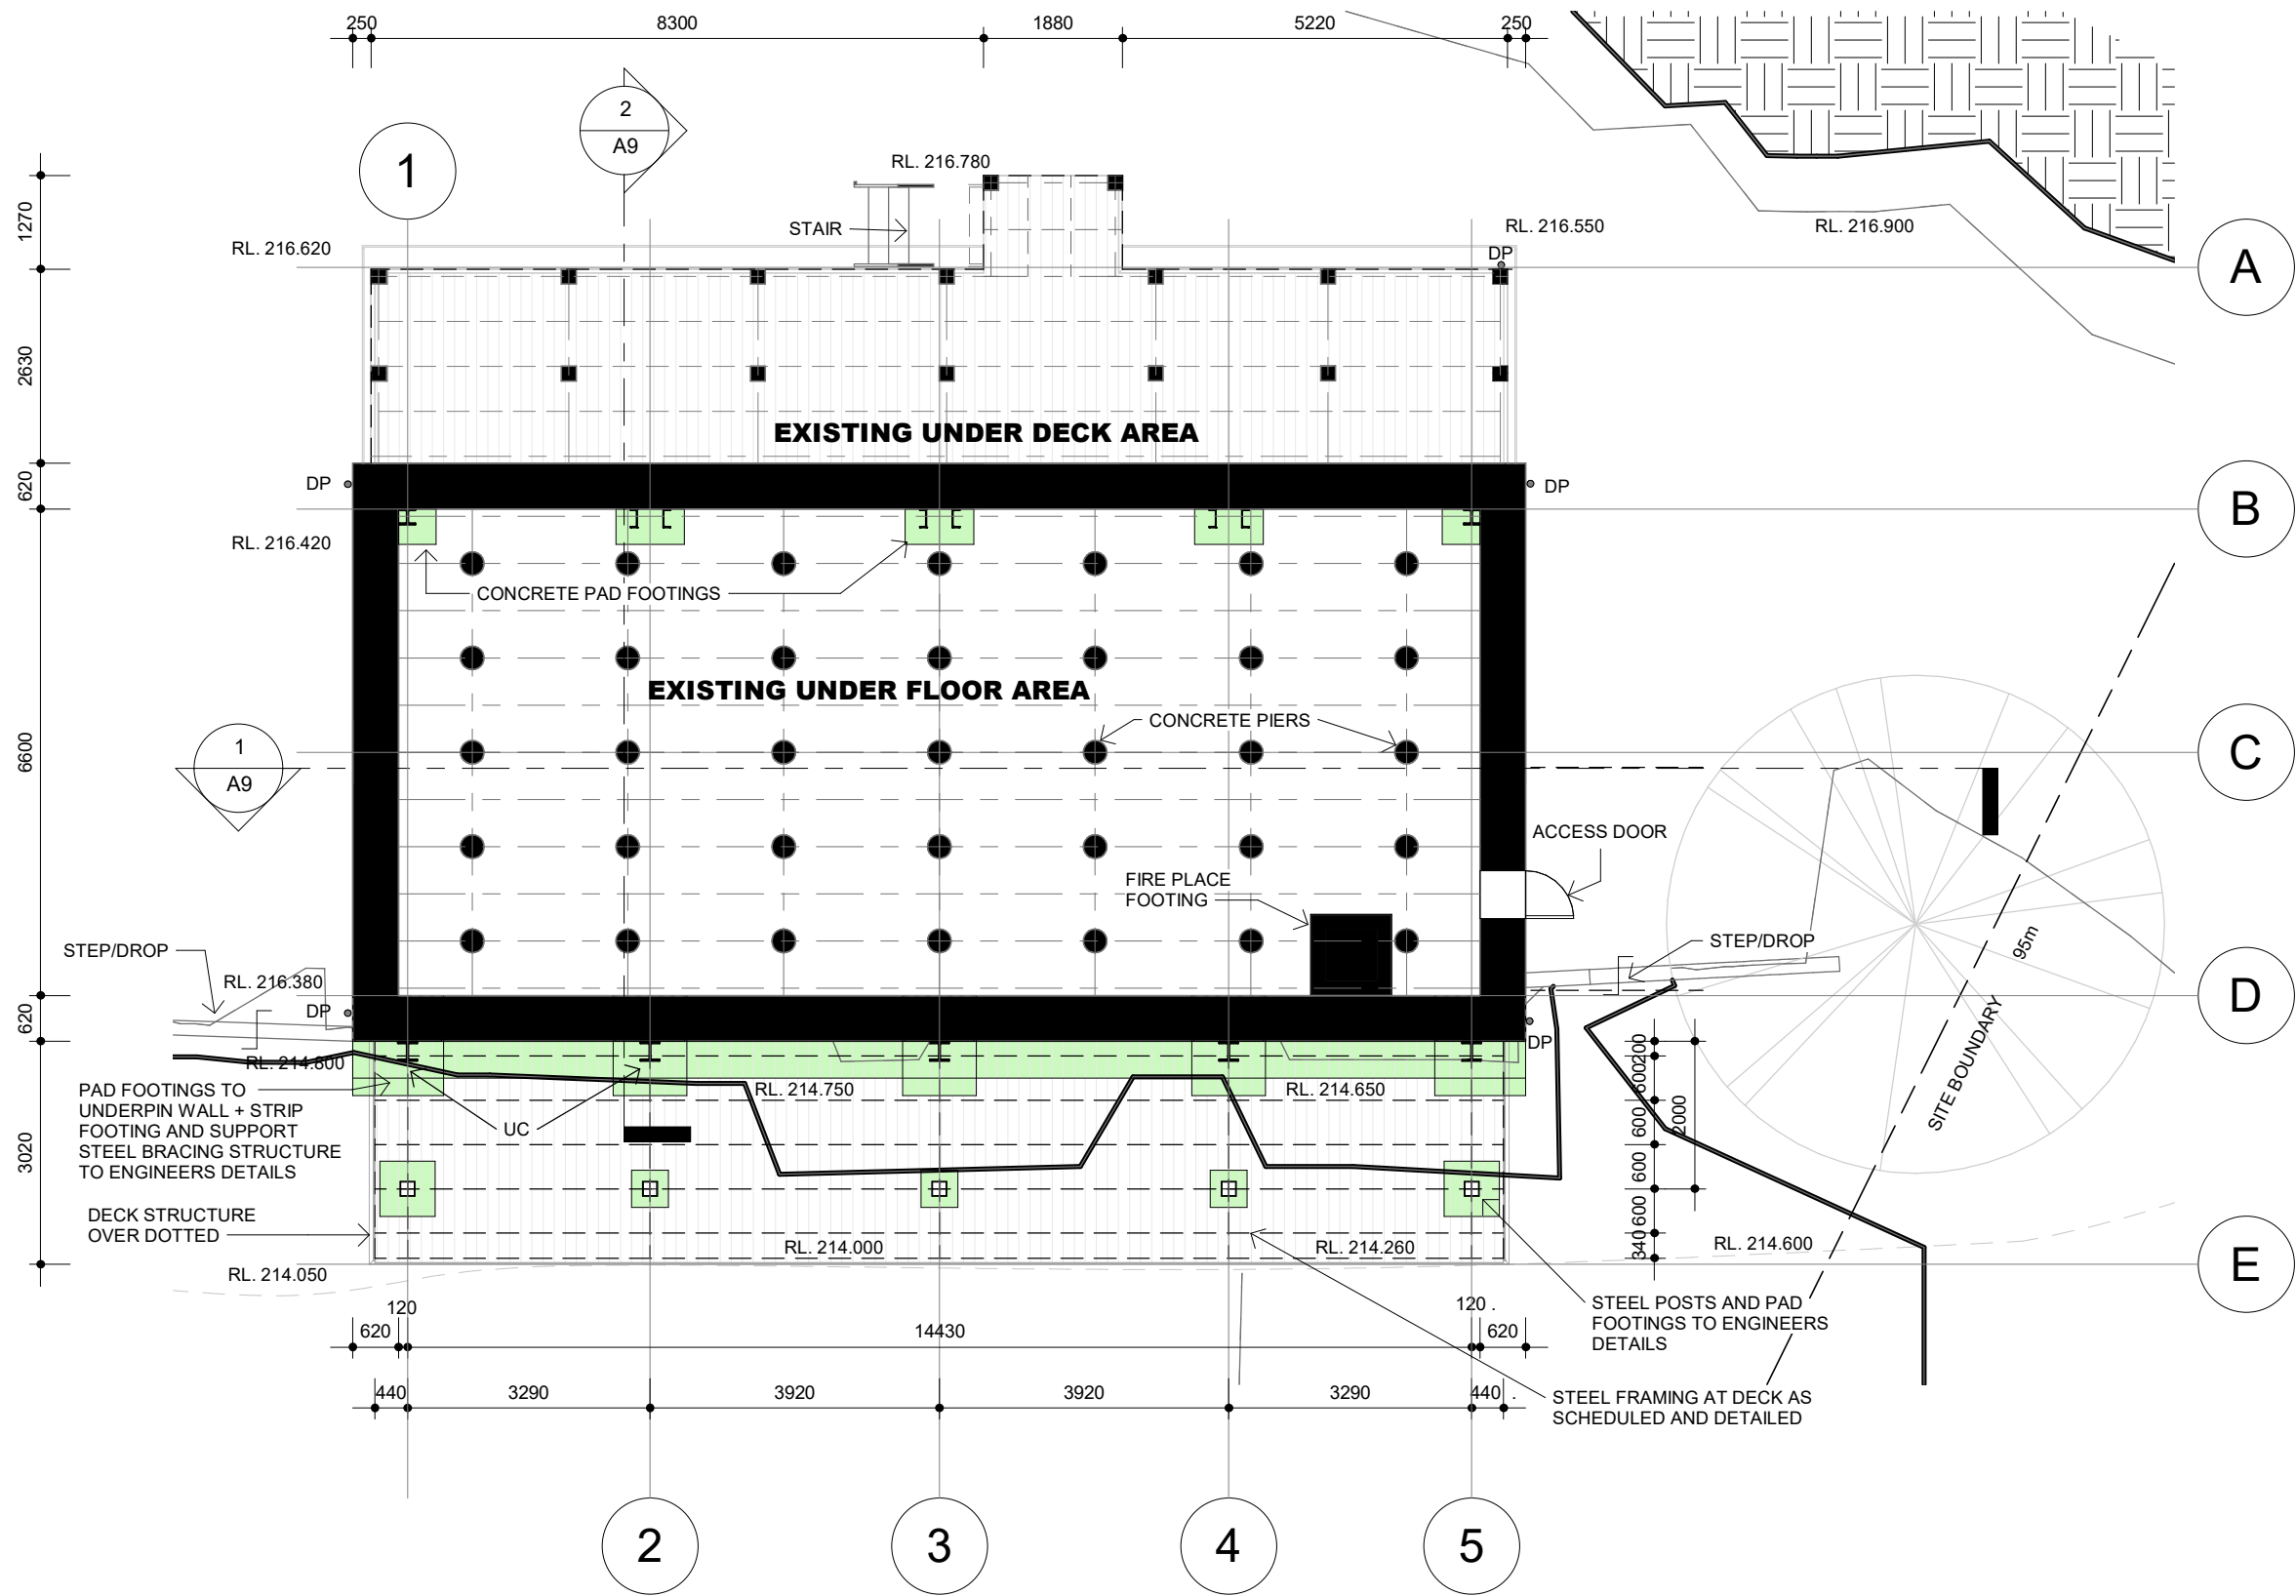 250
8300
1880
5220
250
2
A9
1
RL. 216.780
1270
STAIR
RL. 216.620
RL. 216.550
RL. 216.900
DP
A
2630
EXISTING UNDER DECK AREA
620
DP
DP
B
RL. 216.420
CONCRETE PAD FOOTINGS
EXISTING UNDER FLOOR AREA
CONCRETE PIERS
6600
1
A9
C
ACCESS DOOR
FIRE PLACE
FOOTING
STEP/DROP
STEP/DROP
95m
SITE BOUNDARY
RL. 216.380
D
620
DP
DP
RL. 214.800
RL. 214.750
RL. 214.650
PAD FOOTINGS TO
UNDERPIN WALL + STRIP
FOOTING AND SUPPORT
STEEL BRACING STRUCTURE
TO ENGINEERS DETAILS
UC
200
600
600
2000
600
600
340
3020
DECK STRUCTURE
OVER DOTTED
RL. 214.000
RL. 214.260
RL. 214.600
RL. 214.050
E
STEEL POSTS AND PAD
FOOTINGS TO ENGINEERS
DETAILS
120
120 .
620
14430
620
440
3290
3920
3920
3290
440 .
STEEL FRAMING AT DECK AS
SCHEDULED AND DETAILED
2
3
4
5